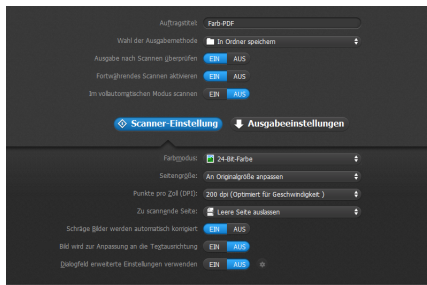 Auftragstitel: Farb-PDF
Wahl der Ausgabemethode In Ordner speichern
Ausgabe nach Scannen überprüfen EIN AUS
Fortwährendes Scannen aktivieren EIN AUS
Im vollautomatischen Modus scannen EIN AUS
Scanner-Einstellung Ausgabeeinstellungen
Farbmodus: 24-Bit-Farbe
Seitengröße: An Originalgröße anpassen
Punkte pro Zoll (DPI): 200 dpi (Optimiert für Geschwindigkeit )
Zu scannende Seite: Leere Seite auslassen
Schräge Bilder werden automatisch korrigiert EIN AUS
Bild wird zur Anpassung an die Textausrichtung EIN AUS
Dialogfeld erweiterte Einstellungen verwenden EIN AUS